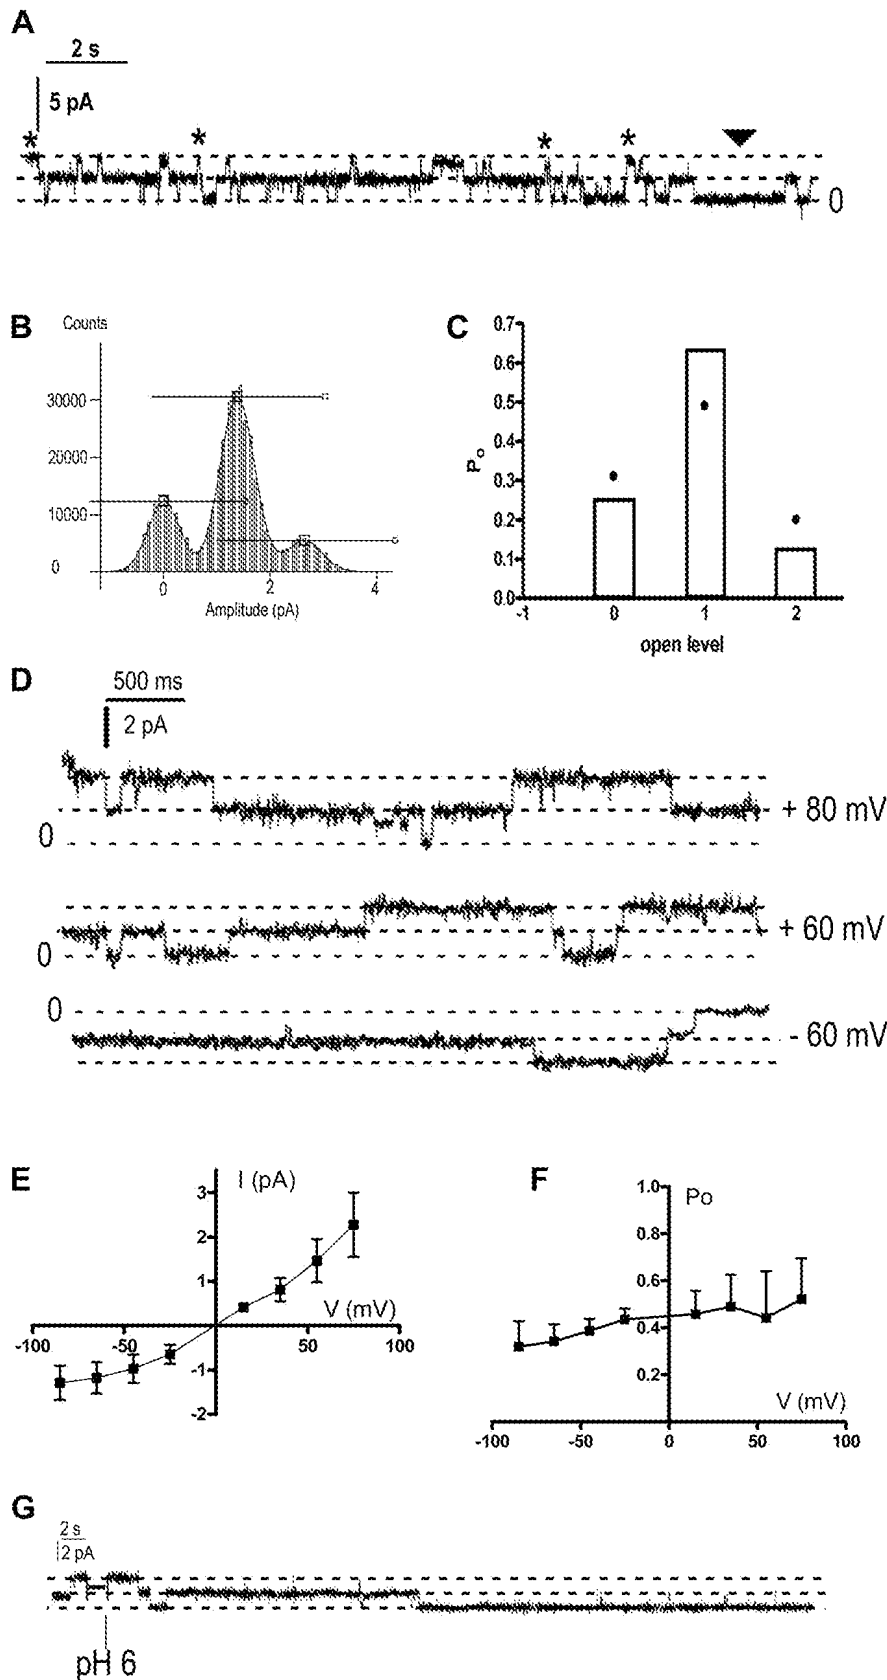 A
2 s
5 pA
* * * *
0
B
Counts
30000
20000
10000
0
0 2 4
Amplitude (pA)
C
0.7
0.6
0.5
0.4
0.3
0.2
0.1
0.0
Po
-1 0 1 2
open level
D
500 ms
2 pA
+ 80 mV
0
+ 60 mV
0
0
- 60 mV
E
I (pA)
3
2
1
V (mV)
-100 -50 50 100
-1
-2
F
1.0
Po
0.8
0.6
0.4
0.2
V (mV)
-100 -50 0 50 100
G
2 s
2 pA
pH 6